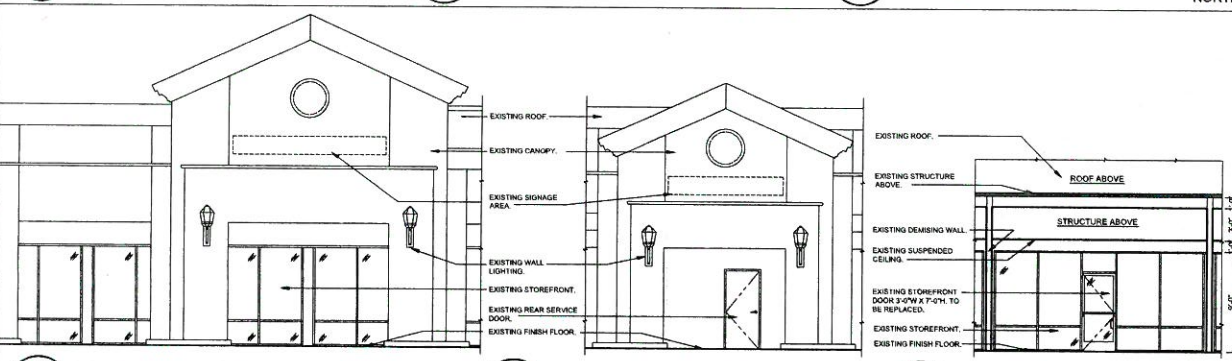 NORTH
EXISTING ROOF.
EXISTING CANOPY.
EXISTING SIGNAGE
AREA.
EXISTING WALL
LIGHTING.
EXISTING STOREFRONT.
EXISTING REAR SERVICE
DOOR.
EXISTING FINISH FLOOR.
EXISTING ROOF.
ROOF ABOVE
EXISTING STRUCTURE
ABOVE.
STRUCTURE ABOVE
EXISTING DEMISING WALL.
EXISTING SUSPENDED
CEILING.
EXISTING STOREFRONT
DOOR 3'-0"W X 7'-0"H. TO
BE REPLACED.
EXISTING STOREFRONT.
EXISTING FINISH FLOOR.